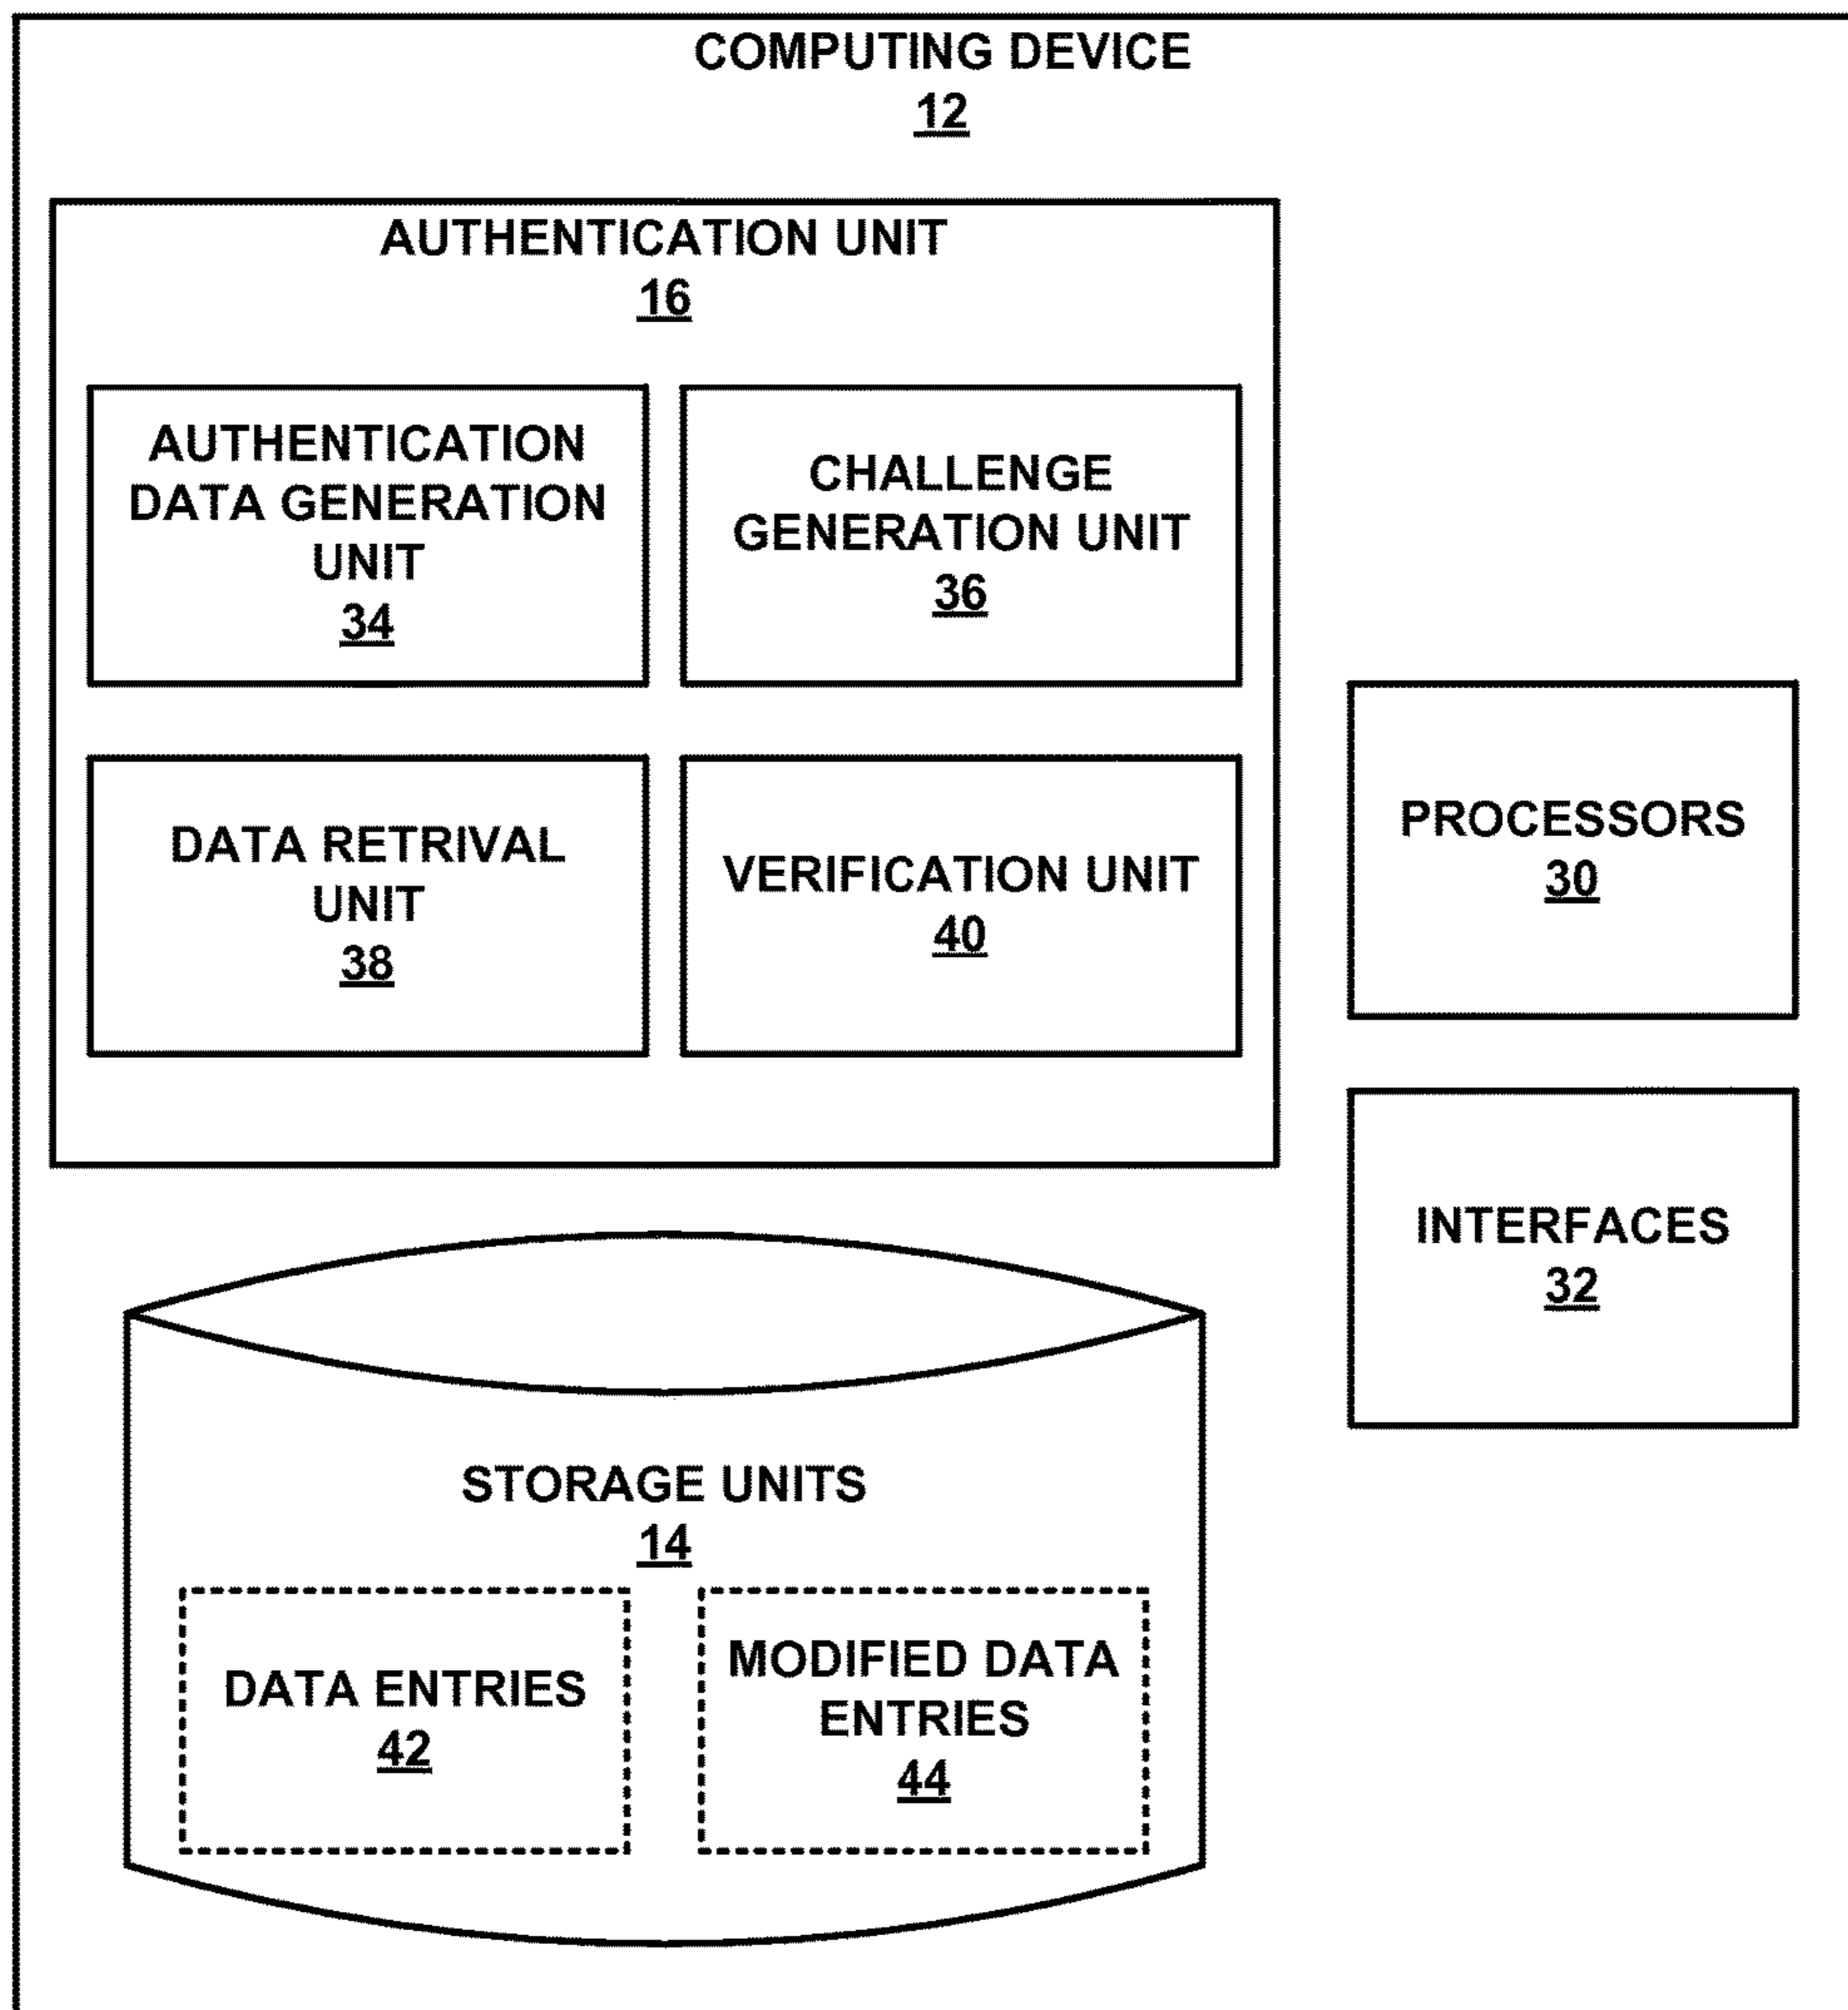 COMPUTING DEVICE
12
AUTHENTICATION UNIT
16
AUTHENTICATION
DATA GENERATION
UNIT
34
CHALLENGE
GENERATION UNIT
36
DATA RETRIVAL
UNIT
38
VERIFICATION UNIT
40
PROCESSORS
30
INTERFACES
32
STORAGE UNITS
14
DATA ENTRIES
42
MODIFIED DATA
ENTRIES
44